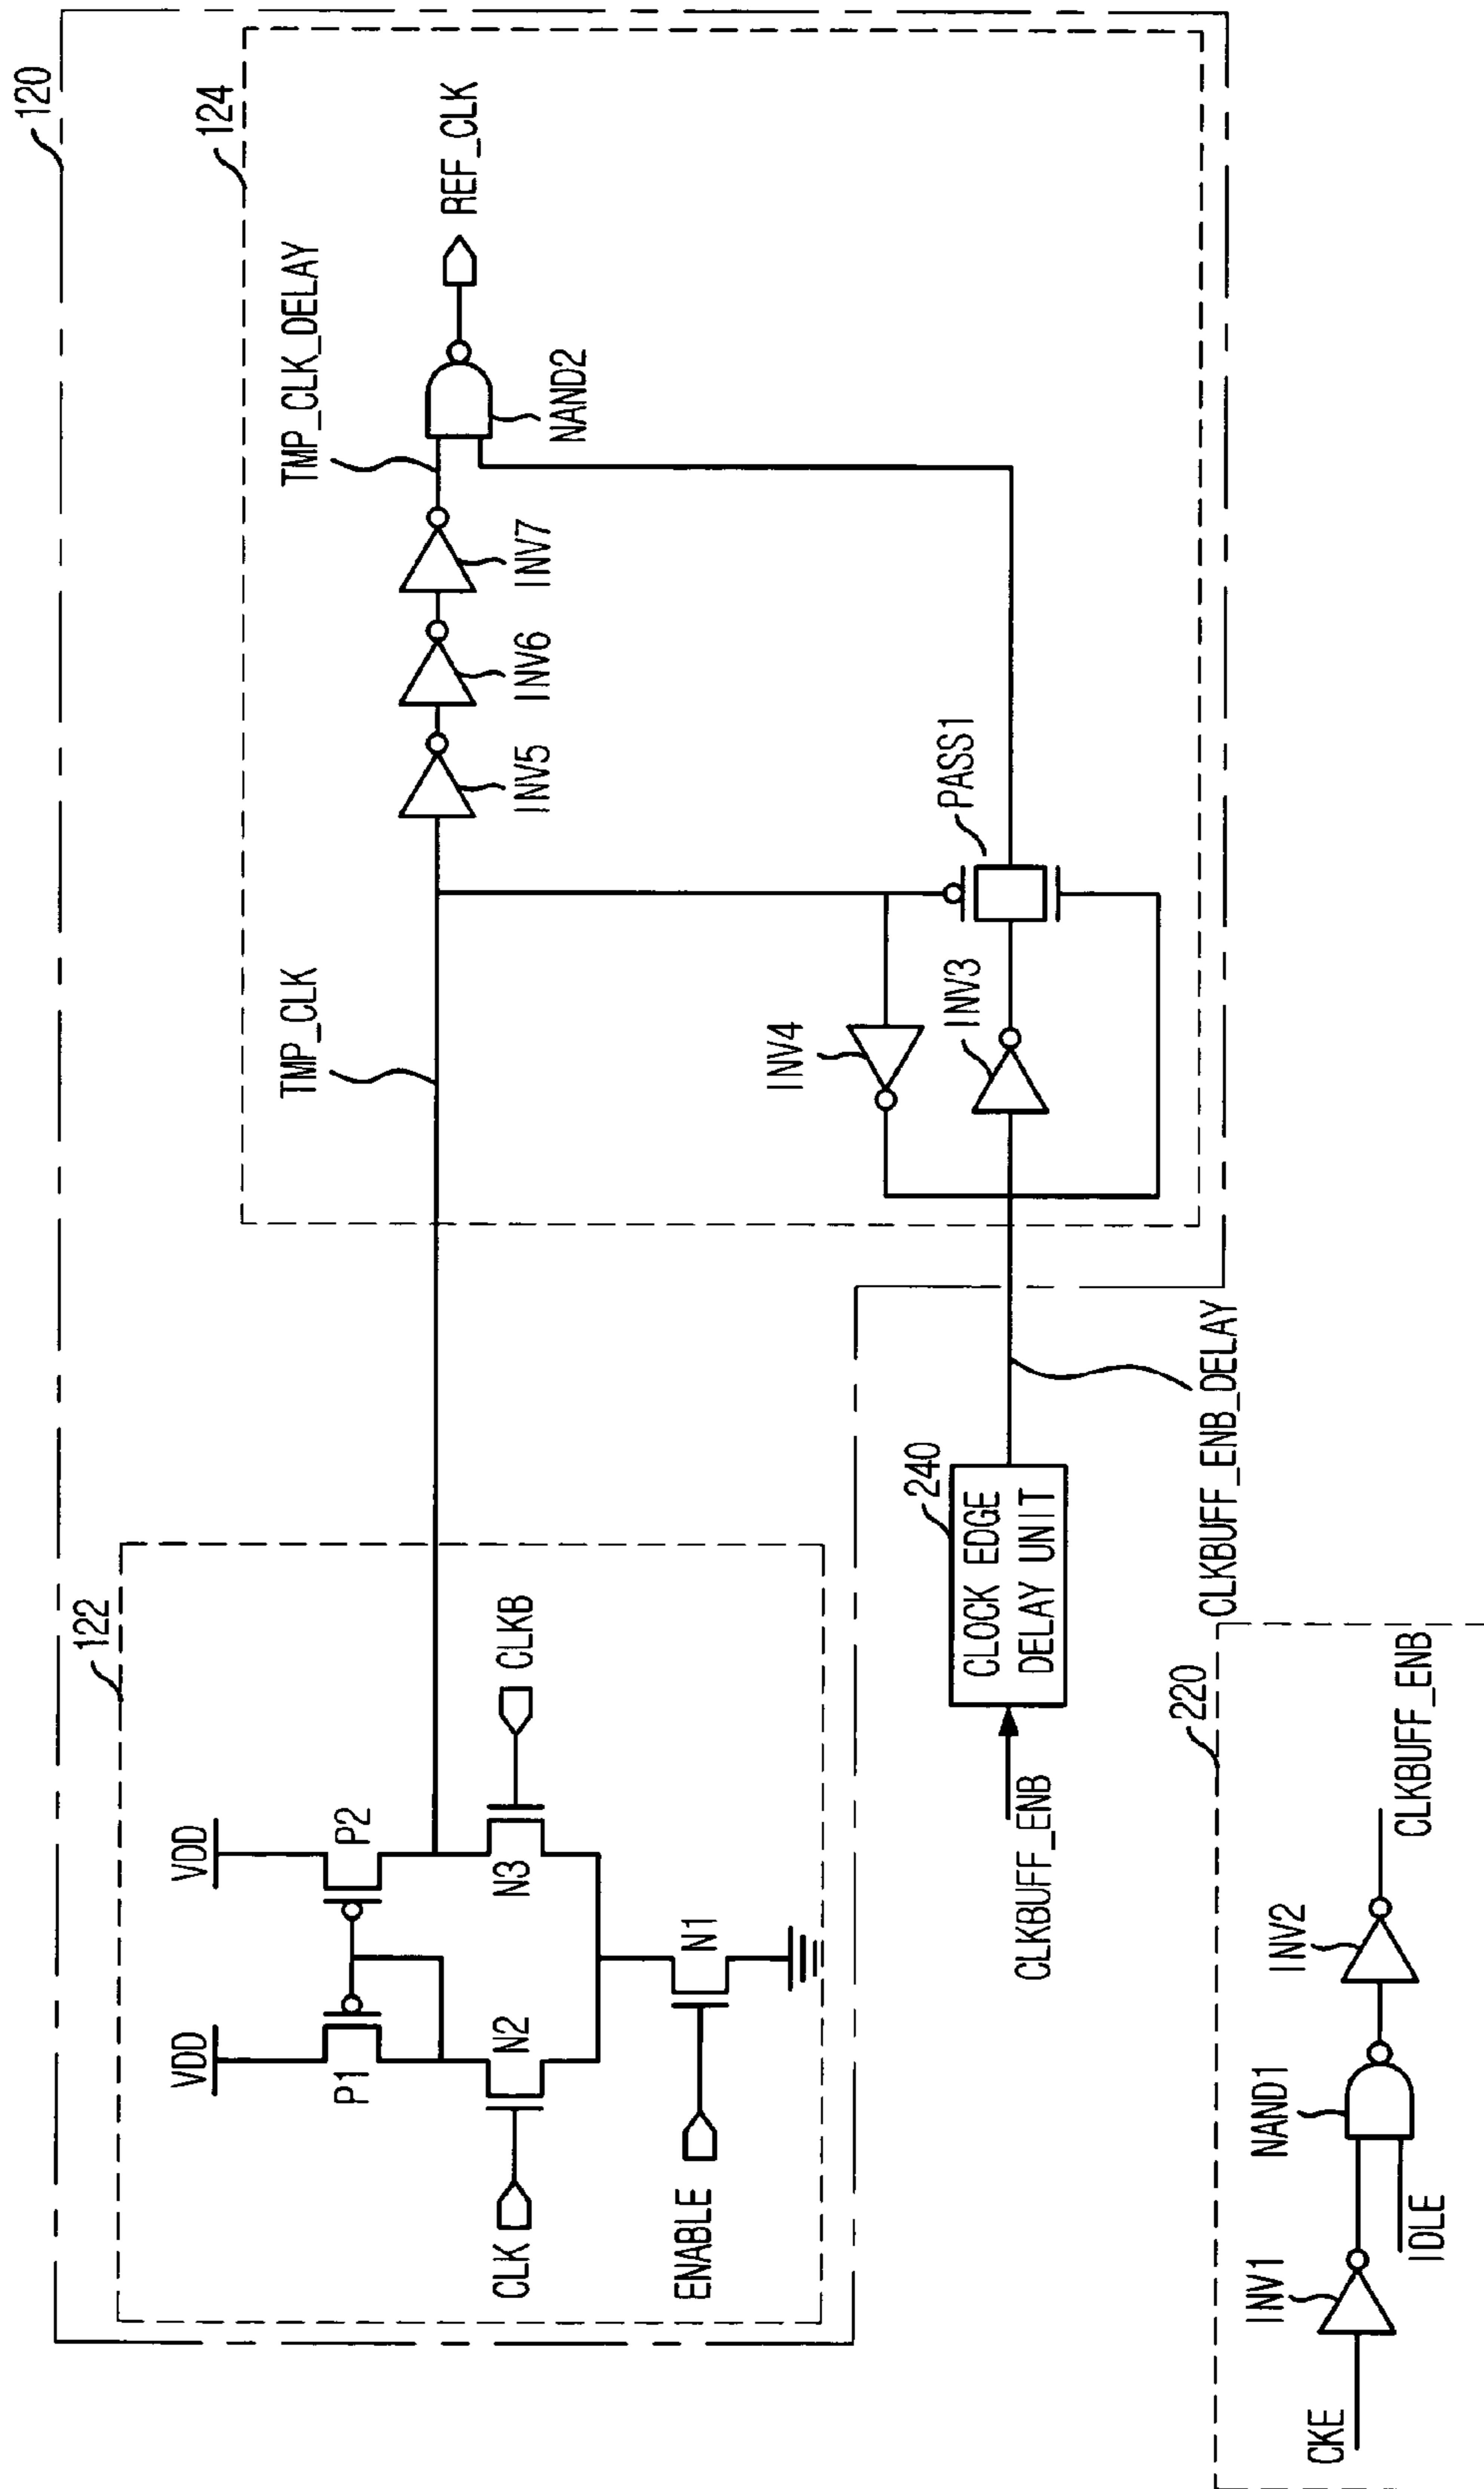 120
122
VDD
VDD
P1
P2
CLK
N2
N3
CLKB
ENABLE
N1
TMP_CLK
124
TMP_CLK_DELAY
INV5
INV6
INV7
NAND2
REF_CLK
INV4
INV3
PASS1
240
CLOCK EDGE
DELAY UNIT
CLKBUFF_ENB
CLKBUFF_ENB_DELAY
220
CKE
INV1
IDLE
NAND1
INV2
CLKBUFF_ENB